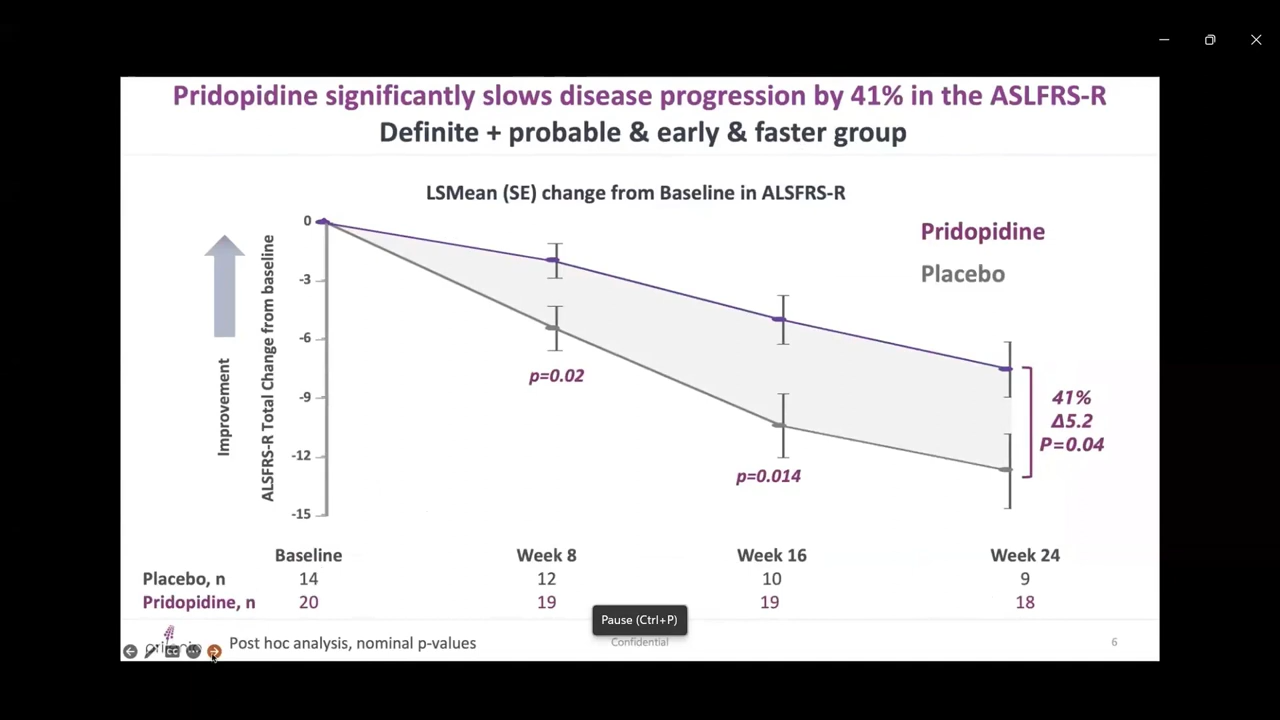 Pridopidine significantly slows disease progression by 41% in the ASLFRS-R
Definite + probable & early & faster group
LSMean (SE) change from Baseline in ALSFRS-R
Improvement
ALSFRS-R Total Change from baseline
0
-3
-6
-9
-12
-15
Pridopidine
Placebo
p=0.02
p=0.014
41%
Δ5.2
P=0.04
Baseline Week 8 Week 16 Week 24
Placebo, n 14 12 10 9
Pridopidine, n 20 19 19 18
Pause (Ctrl+P)
Post hoc analysis, nominal p-values
Confidential
6